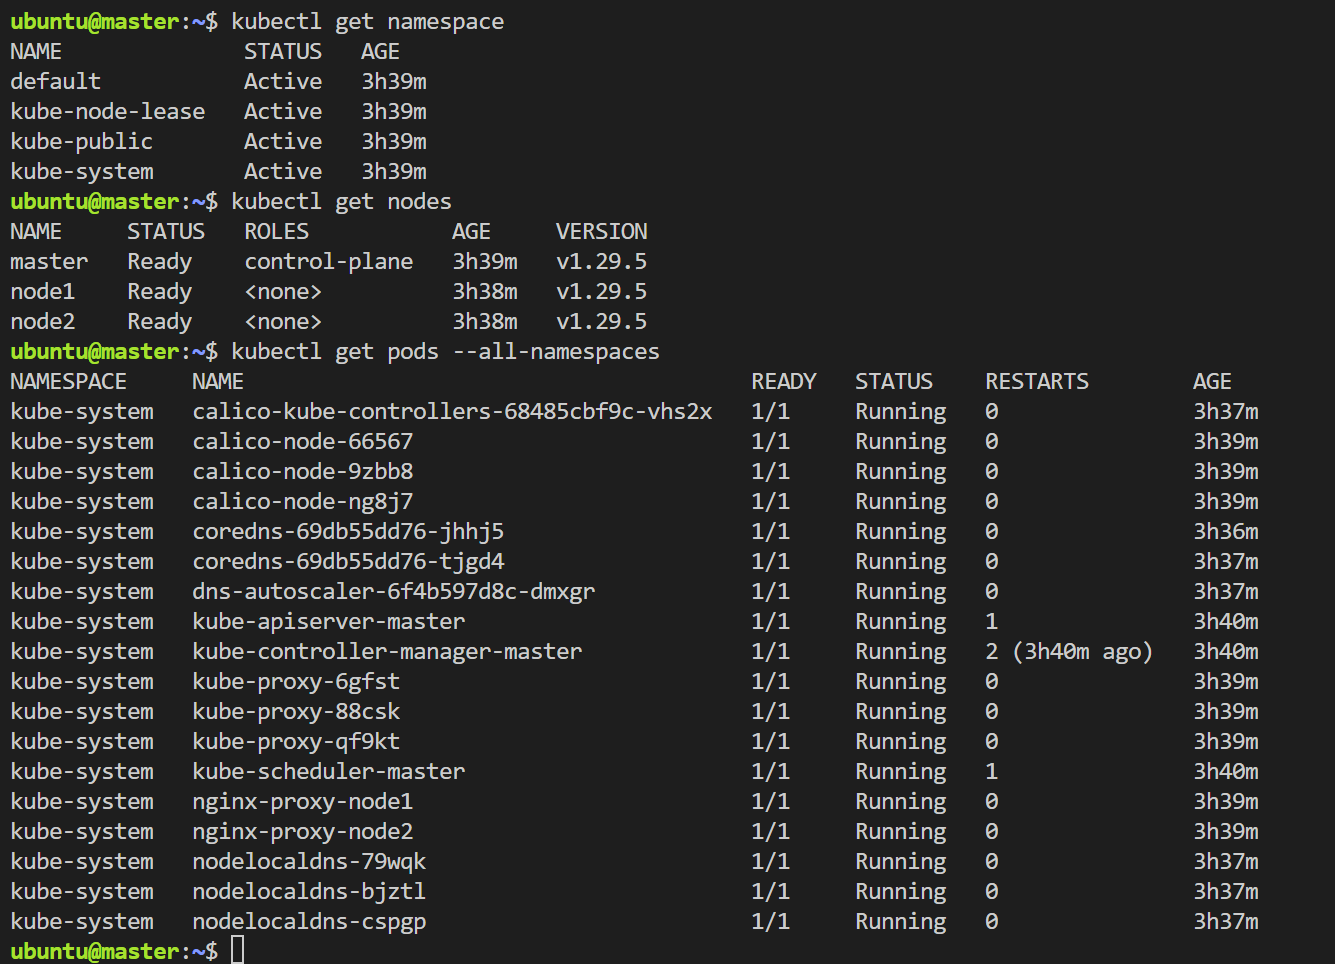 ubuntu@master:~$ kubectl get namespace
NAME              STATUS   AGE
default           Active   3h39m
kube-node-lease   Active   3h39m
kube-public       Active   3h39m
kube-system       Active   3h39m
ubuntu@master:~$ kubectl get nodes
NAME     STATUS   ROLES           AGE     VERSION
master   Ready    control-plane   3h39m   v1.29.5
node1    Ready    <none>          3h38m   v1.29.5
node2    Ready    <none>          3h38m   v1.29.5
ubuntu@master:~$ kubectl get pods --all-namespaces
NAMESPACE     NAME                                       READY   STATUS    RESTARTS        AGE
kube-system   calico-kube-controllers-68485cbf9c-vhs2x   1/1     Running   0               3h37m
kube-system   calico-node-66567                          1/1     Running   0               3h39m
kube-system   calico-node-9zbb8                          1/1     Running   0               3h39m
kube-system   calico-node-ng8j7                          1/1     Running   0               3h39m
kube-system   coredns-69db55dd76-jhhj5                   1/1     Running   0               3h36m
kube-system   coredns-69db55dd76-tjgd4                   1/1     Running   0               3h37m
kube-system   dns-autoscaler-6f4b597d8c-dmxgr            1/1     Running   0               3h37m
kube-system   kube-apiserver-master                      1/1     Running   1               3h40m
kube-system   kube-controller-manager-master             1/1     Running   2 (3h40m ago)   3h40m
kube-system   kube-proxy-6gfst                           1/1     Running   0               3h39m
kube-system   kube-proxy-88csk                           1/1     Running   0               3h39m
kube-system   kube-proxy-qf9kt                           1/1     Running   0               3h39m
kube-system   kube-scheduler-master                      1/1     Running   1               3h40m
kube-system   nginx-proxy-node1                          1/1     Running   0               3h39m
kube-system   nginx-proxy-node2                          1/1     Running   0               3h39m
kube-system   nodelocaldns-79wqk                         1/1     Running   0               3h37m
kube-system   nodelocaldns-bjztl                         1/1     Running   0               3h37m
kube-system   nodelocaldns-cspgp                         1/1     Running   0               3h37m
ubuntu@master:~$